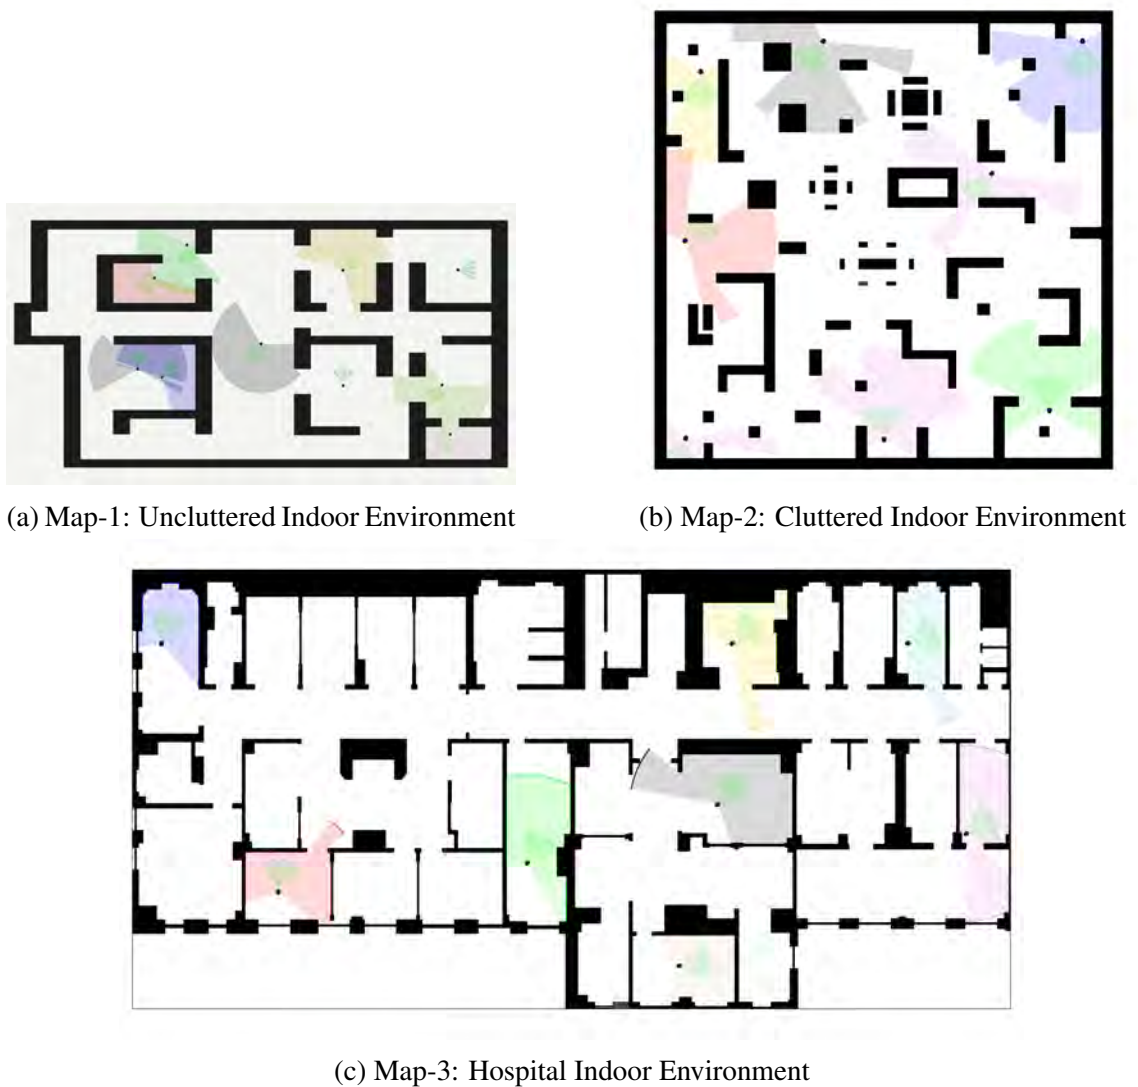 (a) Map-1: Uncluttered Indoor Environment
(b) Map-2: Cluttered Indoor Environment
(c) Map-3: Hospital Indoor Environment